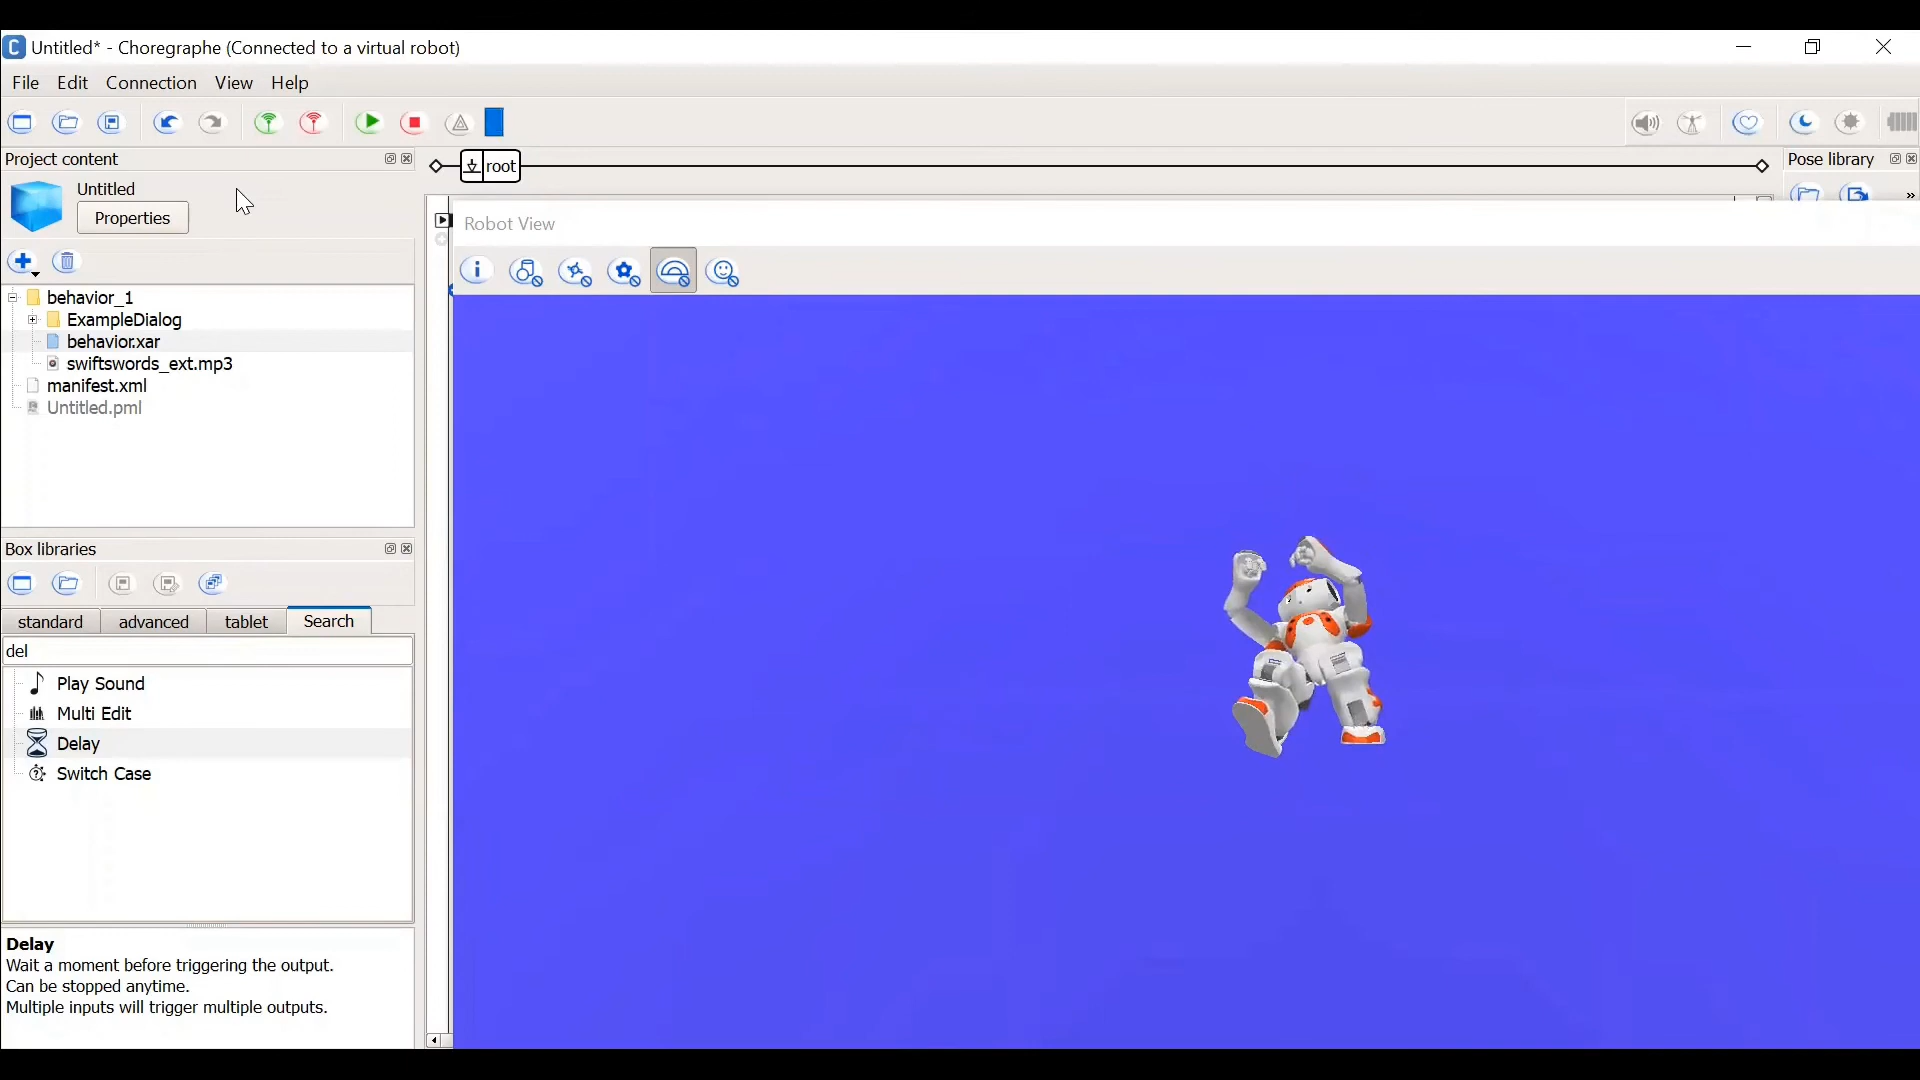 Untitled* - Choregraphe (Connected to a virtual robot)
File Edit Connection View Help
Project content
root
Pose library
Untitled
Properties
»
Robot View
behavior_1
ExampleDialog
behavior.xar
swiftswords_ext.mp3
manifest.xml
Untitled.pml
Box libraries
standard advanced tablet Search
del
Play Sound
Multi Edit
Delay
Switch Case
Delay
Wait a moment before triggering the output.
Can be stopped anytime.
Multiple inputs will trigger multiple outputs.